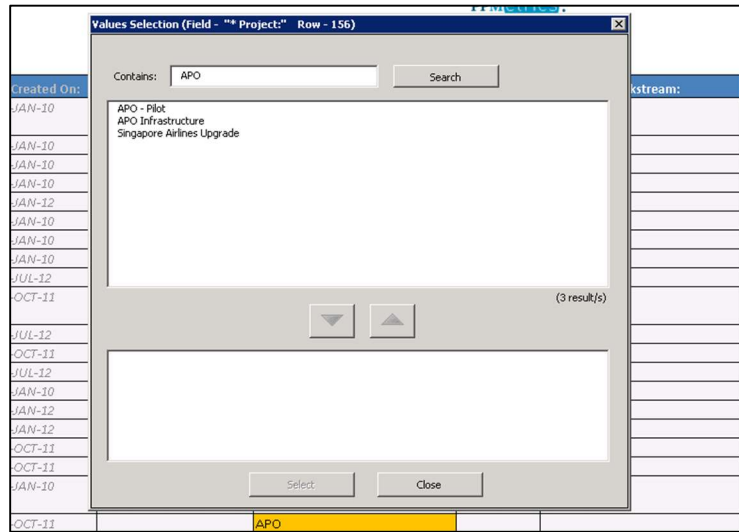 PPMetrics.
Values Selection (Field - "* Project:" Row - 156)
Contains: APO Search
APO - Pilot
APO Infrastructure
Singapore Airlines Upgrade
(3 result/s)
Select Close
Created On: kstream:
-JAN-10
-JAN-10
-JAN-10
-JAN-10
-JAN-12
-JAN-10
-JAN-10
-JAN-10
-JUL-12
-OCT-11
-JUL-12
-OCT-11
-JUL-12
-JAN-10
-JAN-12
-JAN-12
-OCT-11
-OCT-11
-JAN-10
-OCT-11 APO